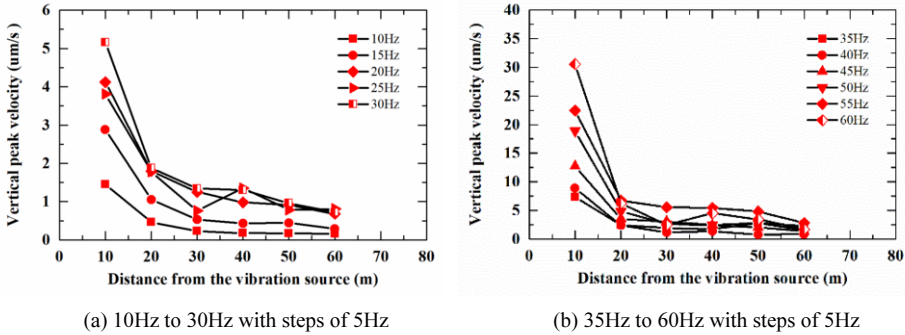 6
5
4
3
2
1
0
Vertical peak velocity (um/s)
10Hz
15Hz
20Hz
25Hz
30Hz
0 10 20 30 40 50 60 70
Distance from the vibration source (m)
(a) 10Hz to 30Hz with steps of 5Hz
40
35
30
25
20
15
10
5
0
Vertical peak velocity (um/s)
35Hz
40Hz
45Hz
50Hz
55Hz
60Hz
0 10 20 30 40 50 60 70
Distance from the vibration source (m)
(b) 35Hz to 60Hz with steps of 5Hz